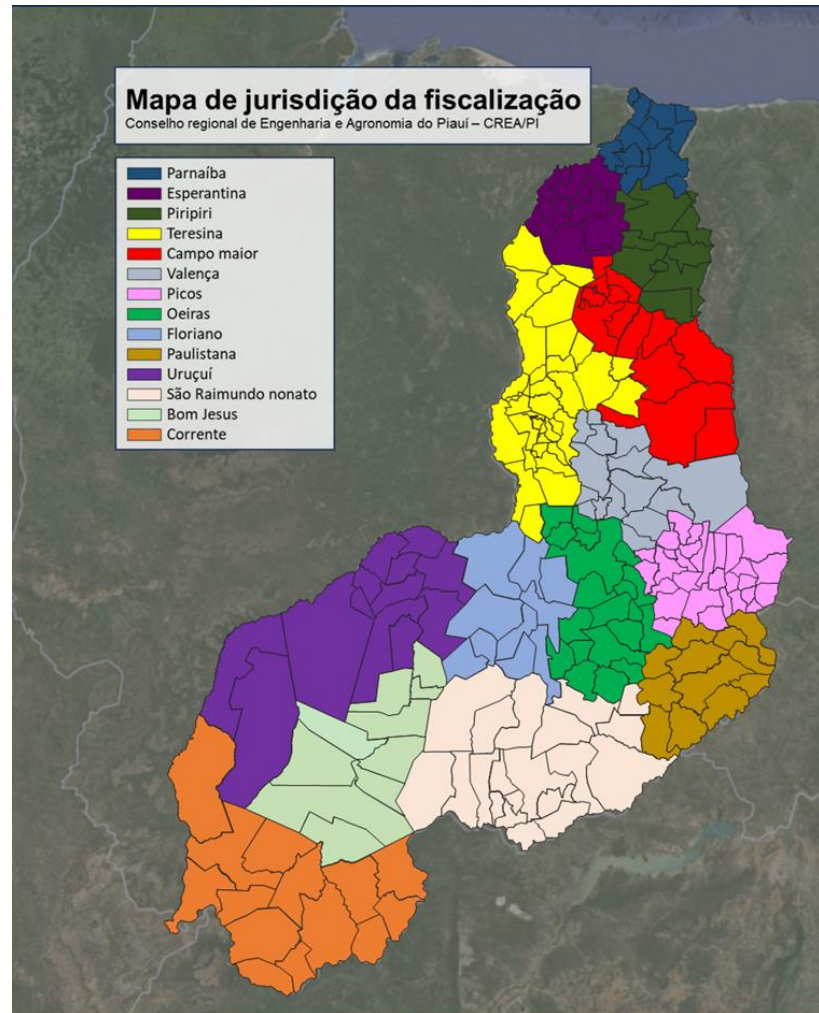 Mapa de jurisdição da fiscalização
Conselho regional de Engenharia e Agronomia do Piauí – CREA/PI
Parnaíba
Esperantina
Piripiri
Teresina
Campo maior
Valença
Picos
Oeiras
Floriano
Paulistana
Uruçuí
São Raimundo nonato
Bom Jesus
Corrente